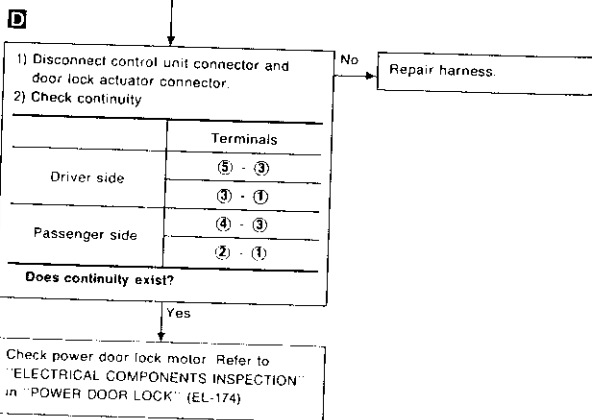 D
1) Disconnect control unit connector and
door lock actuator connector.
2) Check continuity
No
Repair harness.
Terminals
Driver side
⑤ - ③
③ - ①
Passenger side
④ - ③
② - ①
Does continuity exist?
Yes
Check power door lock motor Refer to
"ELECTRICAL COMPONENTS INSPECTION"
in "POWER DOOR LOCK" (EL-174)